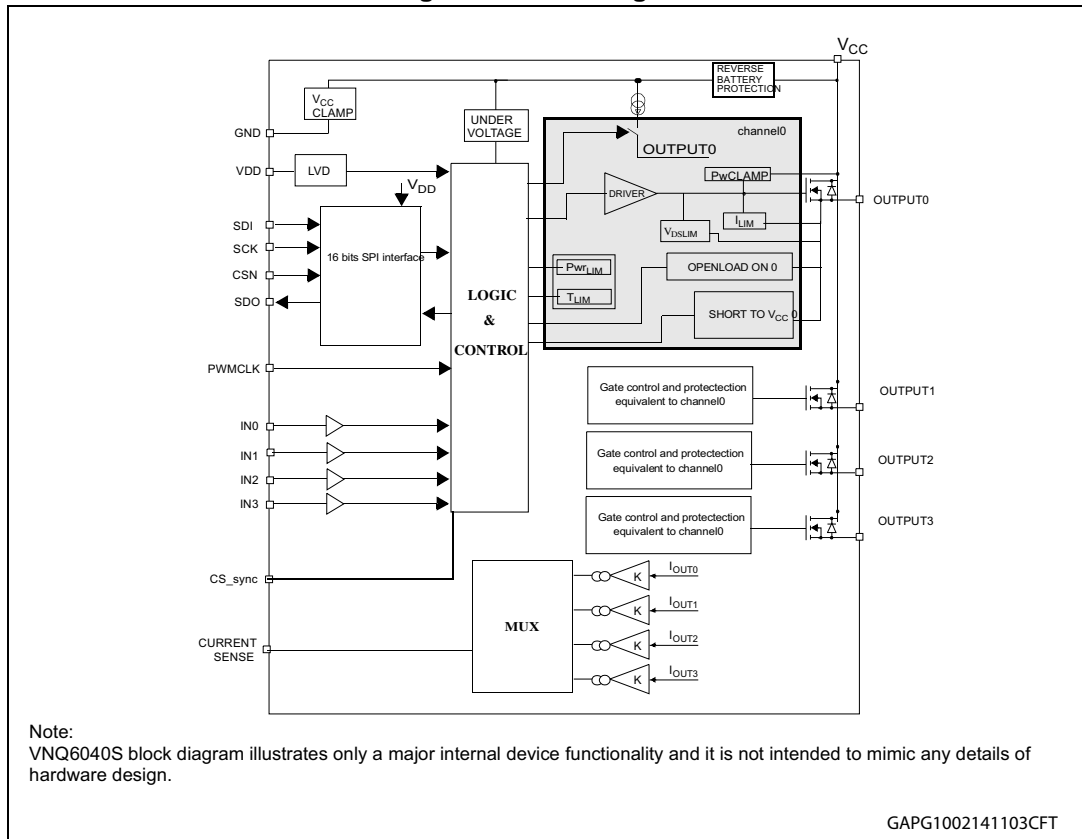 VCC
REVERSE
BATTERY
PROTECTION
VCC
CLAMP
UNDER
VOLTAGE
channel0
OUTPUT0
GND
VDD
LVD
VDD
PwCLAMP
DRIVER
OUTPUT0
ILIM
VDSLIM
SDI
SCK
CSN
SDO
16 bits SPI interface
LOGIC
&
CONTROL
PwrLIM
TLIM
OPENLOAD ON 0
SHORT TO VCC 0
PWMCLK
Gate control and protectection
equivalent to channel0
OUTPUT1
IN0
IN1
IN2
IN3
Gate control and protectection
equivalent to channel0
OUTPUT2
Gate control and protectection
equivalent to channel0
OUTPUT3
CS_sync
CURRENT
SENSE
MUX
K
IOUT0
K
IOUT1
K
IOUT2
K
IOUT3
Note:
VNQ6040S block diagram illustrates only a major internal device functionality and it is not intended to mimic any details of
hardware design.
GAPG1002141103CFT